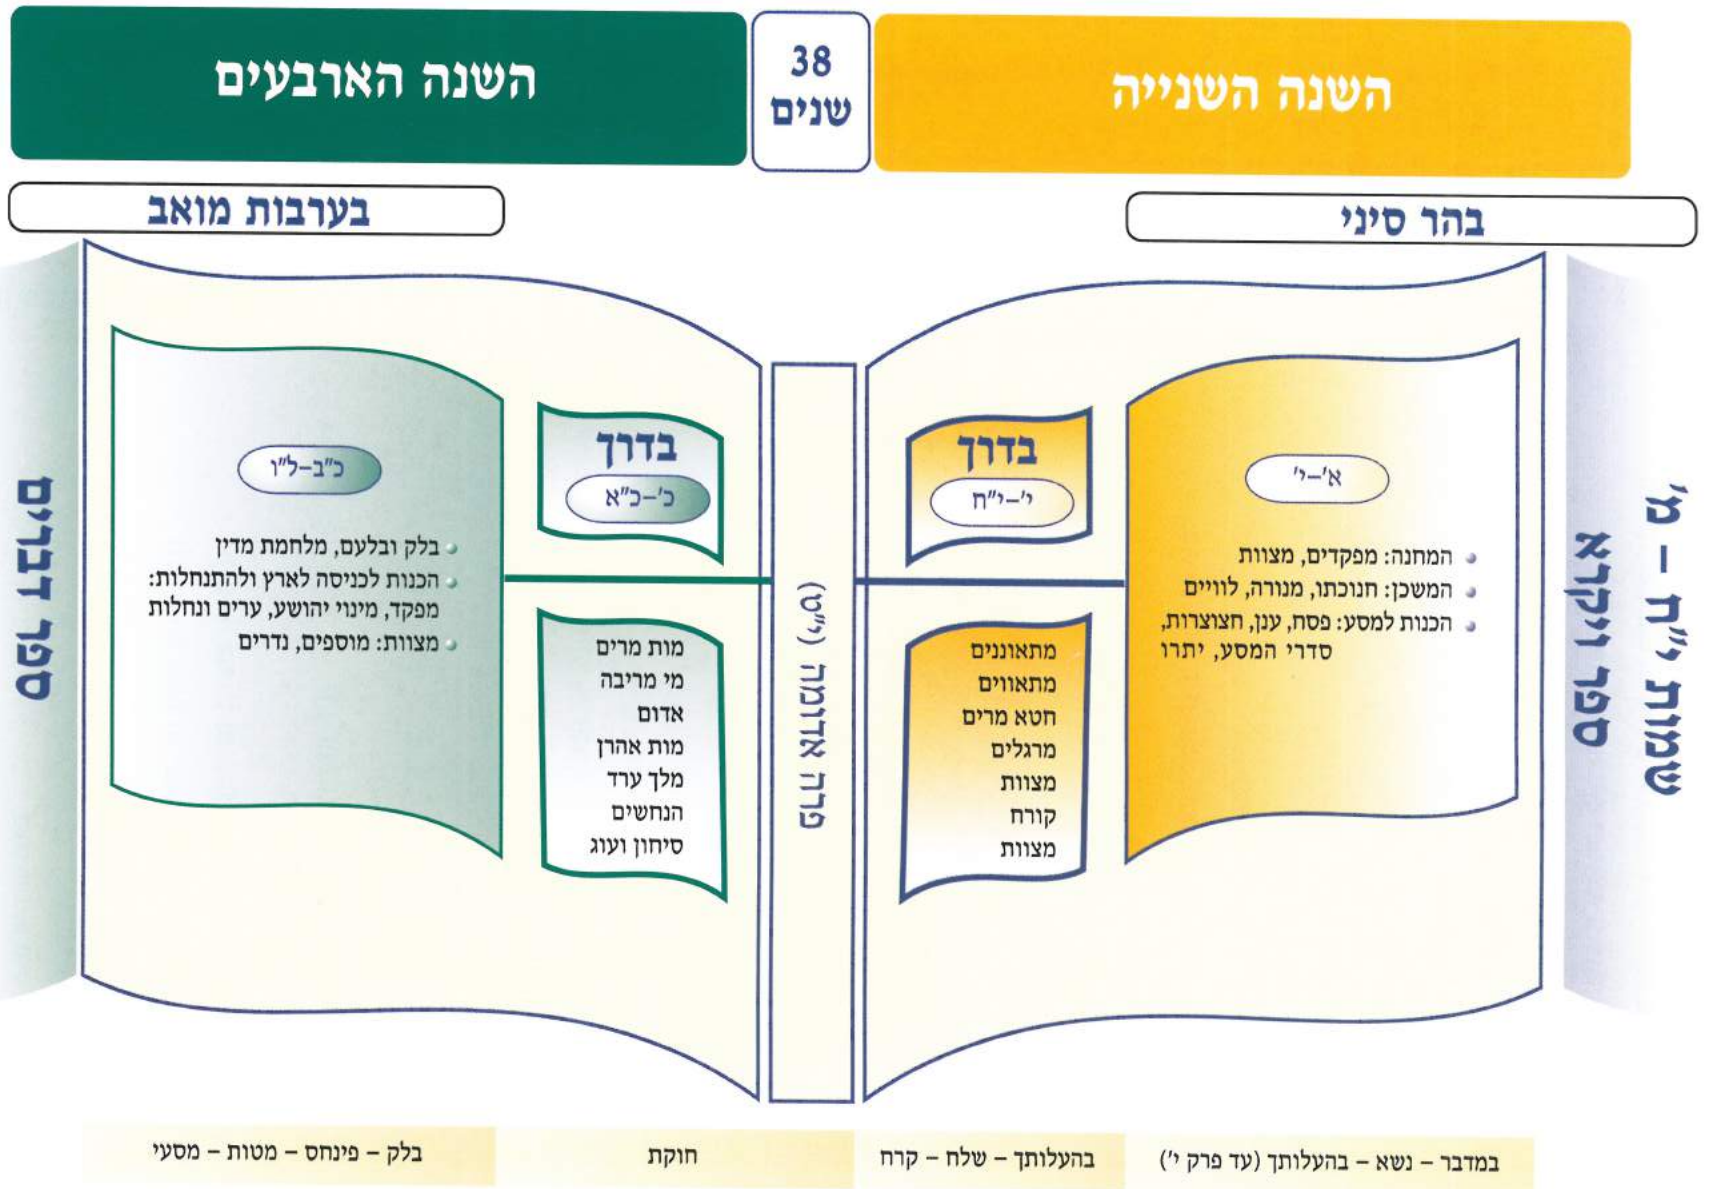 השנה השנייה
38
שנים
השנה הארבעים
בהר סיני
בערבות מואב
שמות י"ח – מ'
ספר ויקרא
א'–י'
המחנה: מפקדים, מצוות
המשכן: חנוכתו, מנורה, לוויים
הכנות למסע: פסח, ענן, חצוצרות,
סדרי המסע, יתרו
בדרך
י'–י"ח
מתאוננים
מתאווים
חטא מרים
מרגלים
מצוות
קורח
מצוות
פרה אדומה (י"ט)
בדרך
כ'–כ"א
מות מרים
מי מריבה
אדום
מות אהרן
מלך ערד
הנחשים
סיחון ועוג
כ"ב–ל"ו
בלק ובלעם, מלחמת מדין
הכנות לכניסה לארץ ולהתנחלות:
מפקד, מינוי יהושע, ערים ונחלות
מצוות: מוספים, נדרים
ספר דברים
במדבר – נשא – בהעלותך (עד פרק י')
בהעלותך – שלח – קרח
חוקת
בלק – פינחס – מטות – מסעי